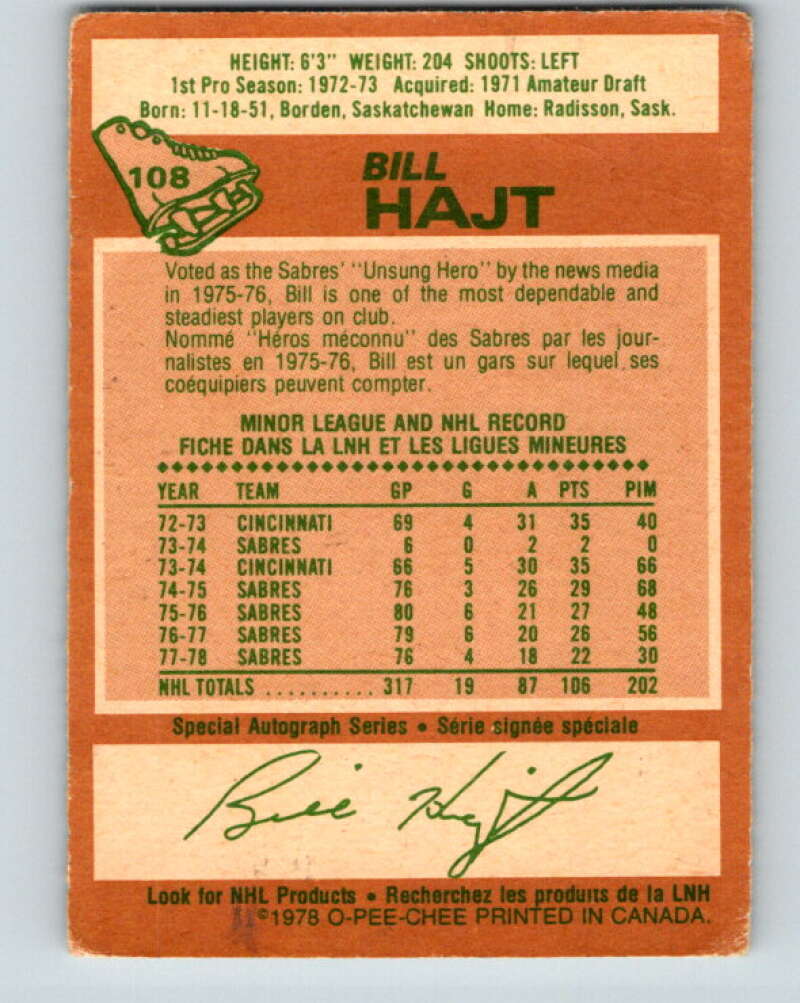 HEIGHT: 6'3" WEIGHT: 204 SHOOTS: LEFT
1st Pro Season: 1972-73 Acquired: 1971 Amateur Draft
Born: 11-18-51, Borden, Saskatchewan Home: Radisson, Sask.
108
BILL
HAJT
Voted as the Sabres' "Unsung Hero" by the news media
in 1975-76, Bill is one of the most dependable and
steadiest players on club.
Nommé "Héros méconnu" des Sabres par les jour-
nalistes en 1975-76, Bill est un gars sur lequel ses
coéquipiers peuvent compter.
MINOR LEAGUE AND NHL RECORD
FICHE DANS LA LNH ET LES LIGUES MINEURES
YEAR TEAM GP G A PTS PIM
72-73 CINCINNATI 69 4 31 35 40
73-74 SABRES 6 0 2 2 0
73-74 CINCINNATI 66 5 30 35 66
74-75 SABRES 76 3 26 29 68
75-76 SABRES 80 6 21 27 48
76-77 SABRES 79 6 20 26 56
77-78 SABRES 76 4 18 22 30
NHL TOTALS .......... 317 19 87 106 202
Special Autograph Series • Série signée spéciale
Bill Hajt
Look for NHL Products • Recherchez les produits de la LNH
©1978 O-PEE-CHEE PRINTED IN CANADA.